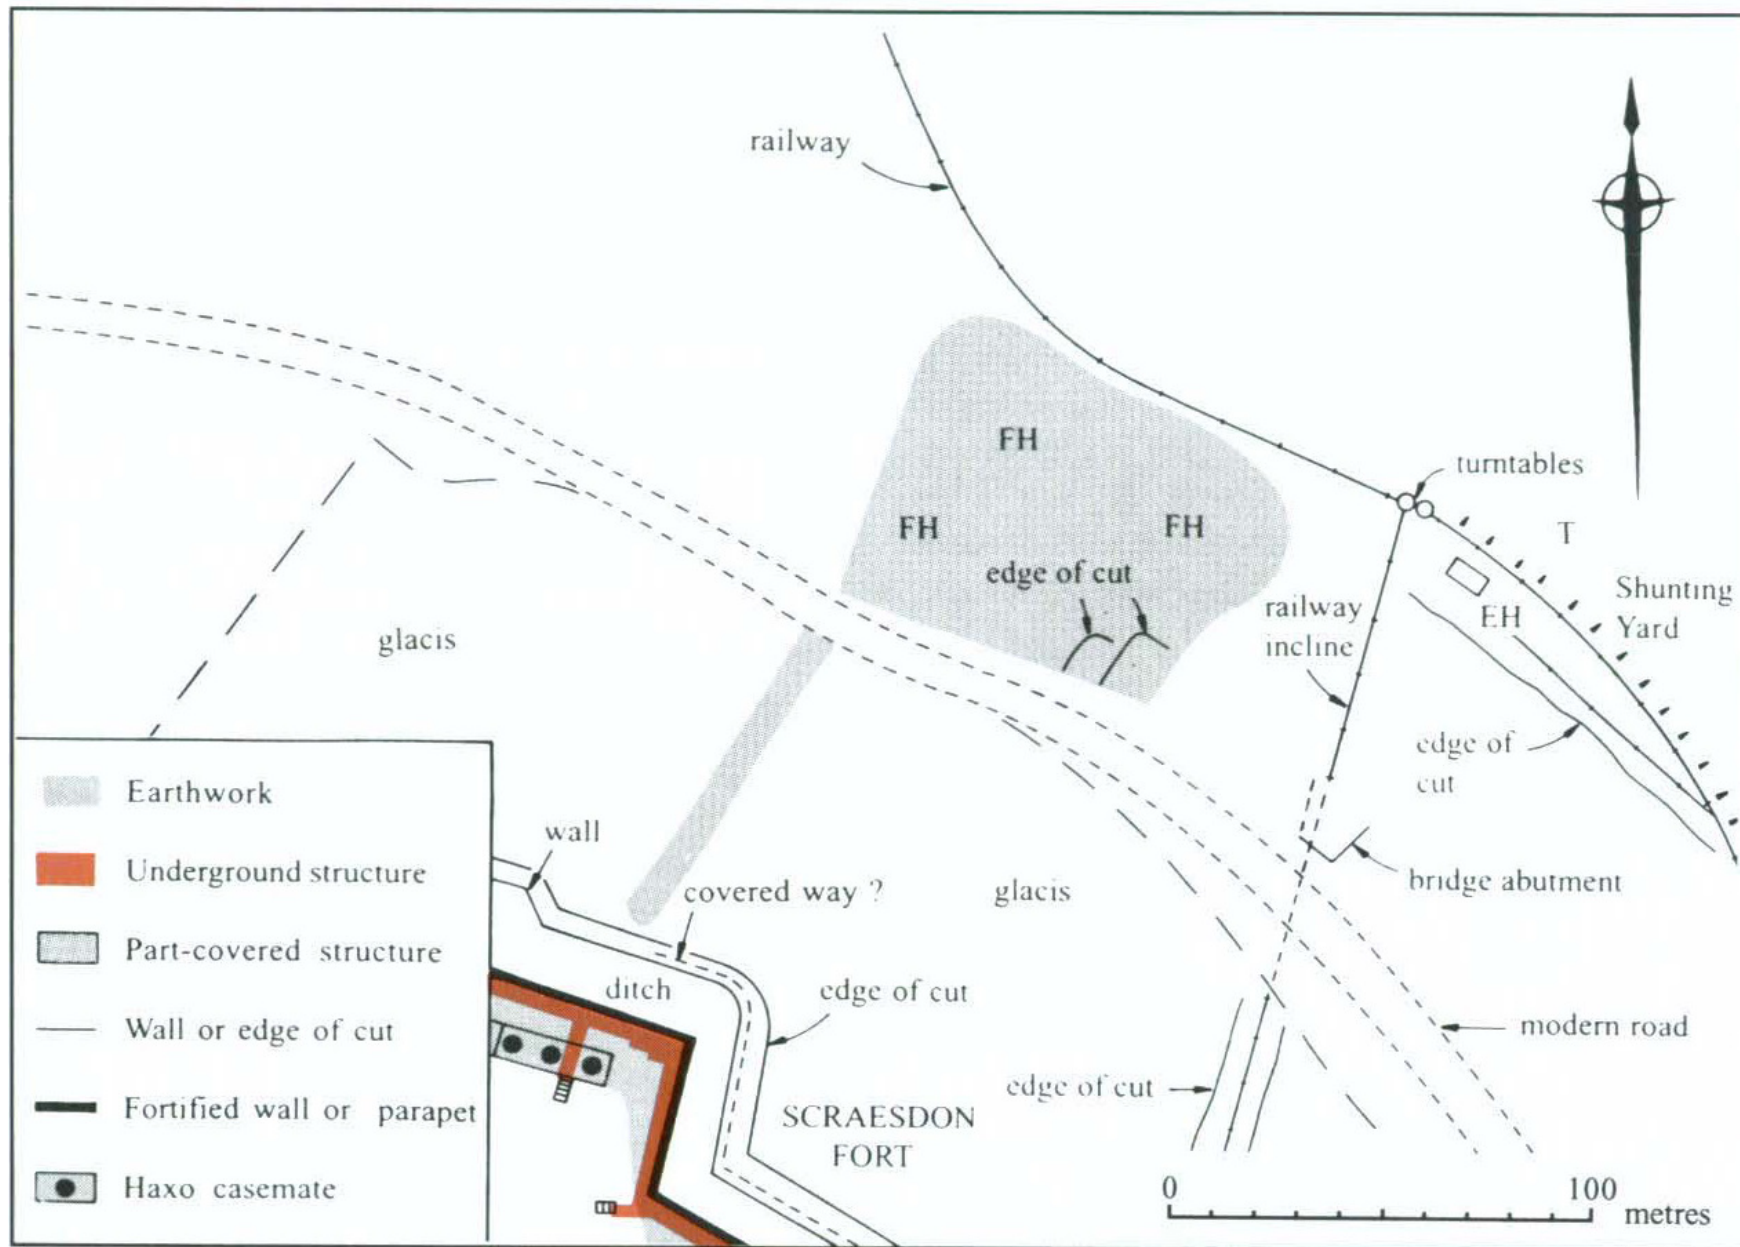 railway
turntables
FH
FH
FH
T
edge of cut
Shunting
Yard
railway
incline
EH
glacis
edge of
cut
Earthwork
wall
Underground structure
covered way ?
glacis
bridge abutment
Part-covered structure
ditch
edge of cut
Wall or edge of cut
modern road
edge of cut
Fortified wall or parapet
SCRAESDON
FORT
Haxo casemate
0
100
metres